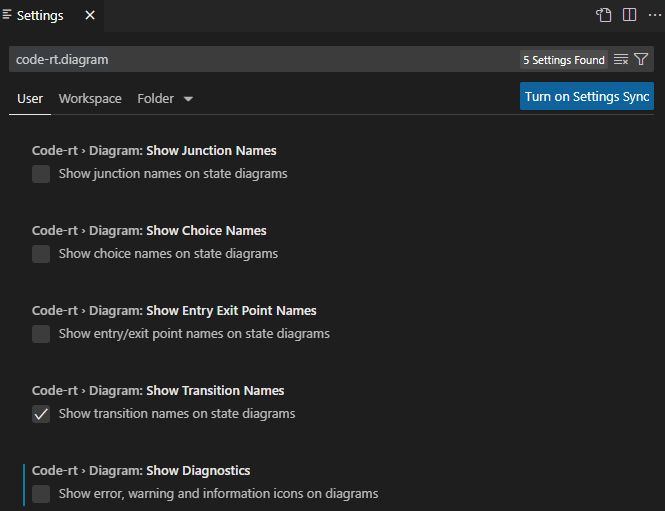 Settings
code-rt.diagram
5 Settings Found
User Workspace Folder
Turn on Settings Sync
Code-rt › Diagram: Show Junction Names
Show junction names on state diagrams
Code-rt › Diagram: Show Choice Names
Show choice names on state diagrams
Code-rt › Diagram: Show Entry Exit Point Names
Show entry/exit point names on state diagrams
Code-rt › Diagram: Show Transition Names
Show transition names on state diagrams
Code-rt › Diagram: Show Diagnostics
Show error, warning and information icons on diagrams